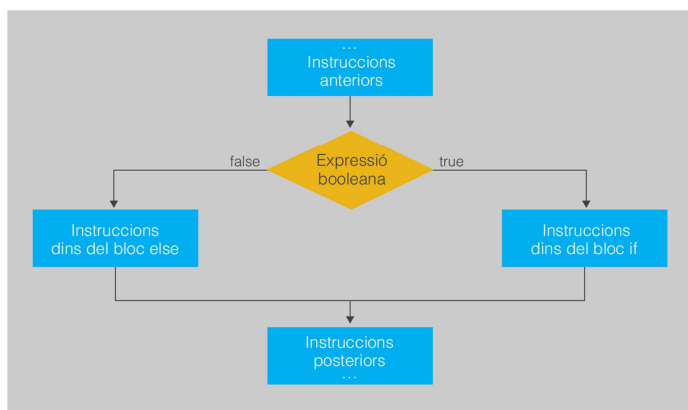 ...
Instruccions
anteriors
false
Expressió
booleana
true
Instruccions
dins del bloc else
Instruccions
dins del bloc if
Instruccions
posteriors
...